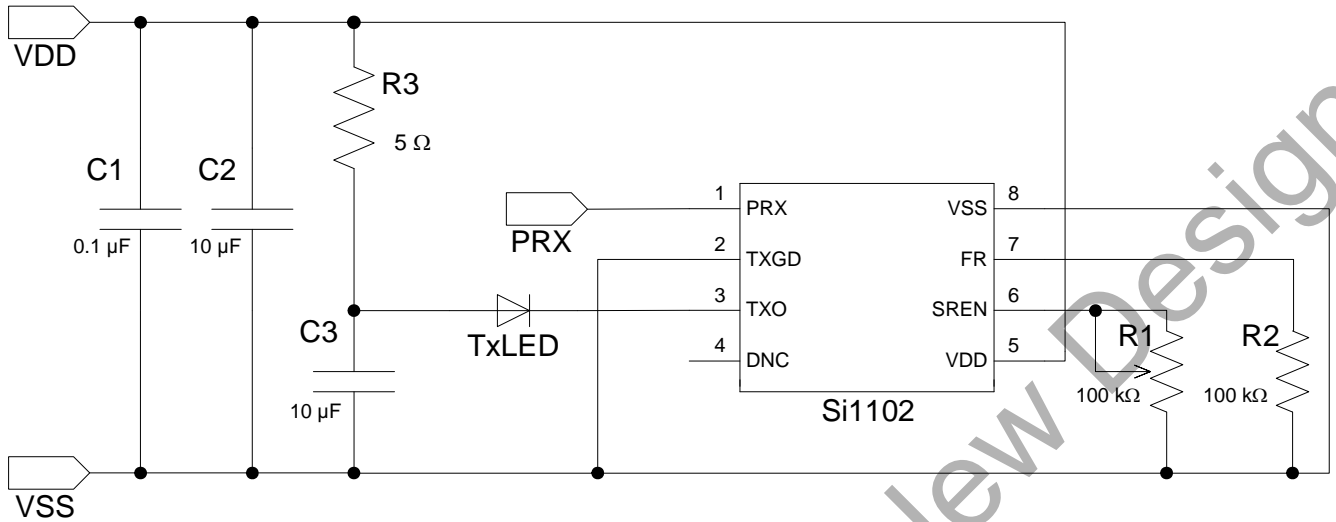 VDD
R3
5 Ω
C1
0.1 µF
C2
10 µF
PRX
1
PRX
2
TXGD
3
TXO
4
DNC
VSS
8
FR
7
SREN
6
VDD
5
Si1102
C3
10 µF
TxLED
R1
100 kΩ
R2
100 kΩ
VSS
Design